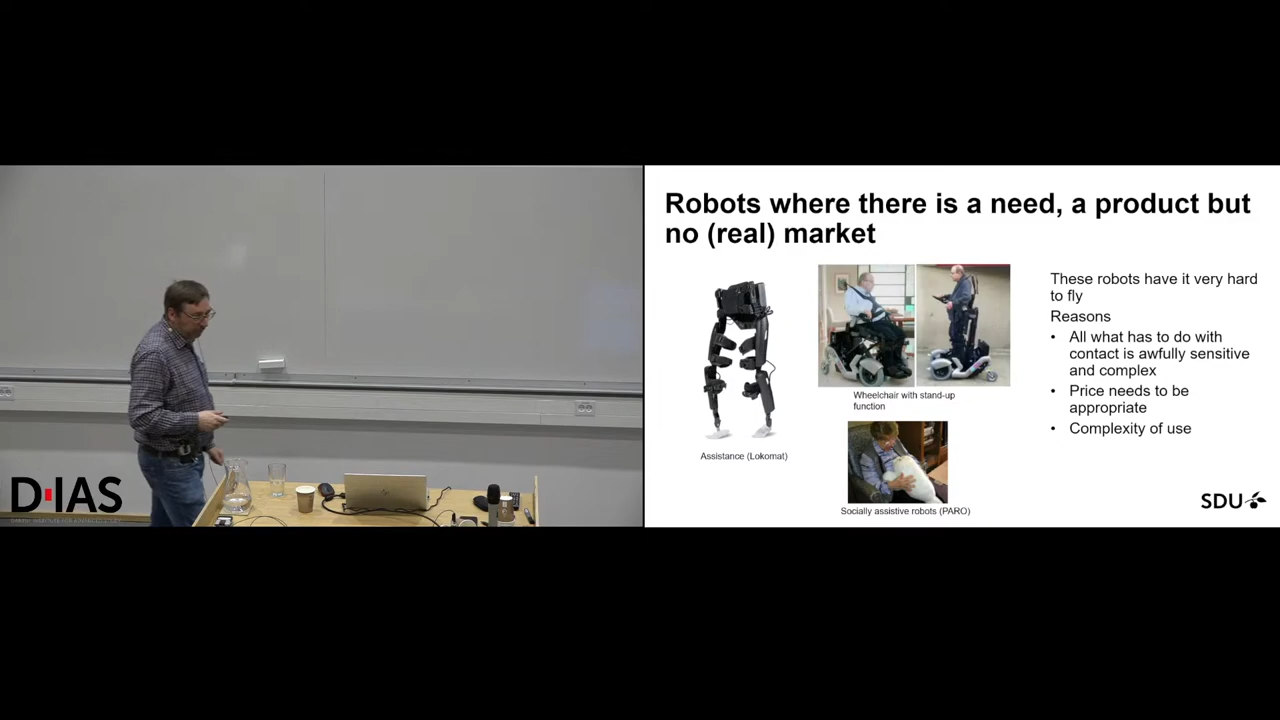 Robots where there is a need, a product but
no (real) market
These robots have it very hard
to fly
Reasons
• All what has to do with
contact is awfully sensitive
and complex
• Price needs to be
appropriate
• Complexity of use
Wheelchair with stand-up
function
Assistance (Lokomat)
Socially assistive robots (PARO)
SDU
D-IAS